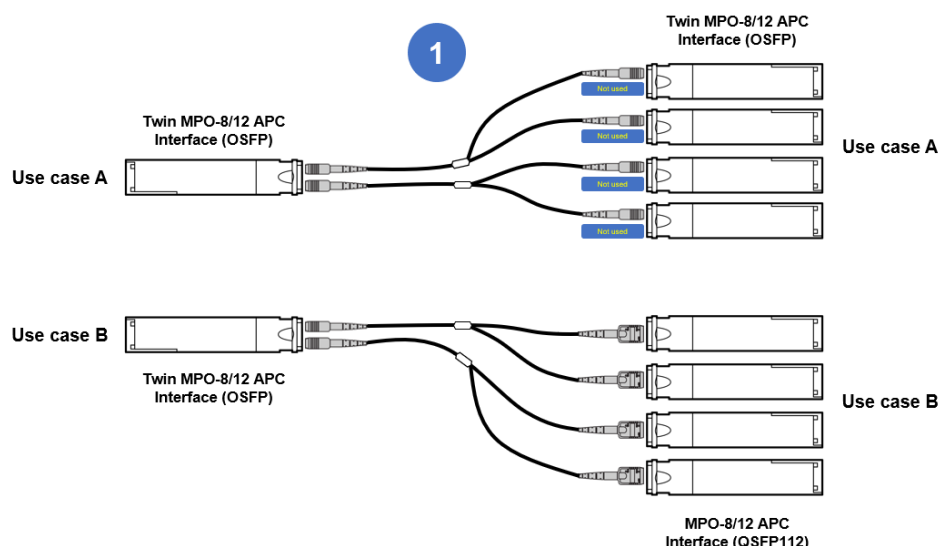 1
Twin MPO-8/12 APC
Interface (OSFP)
Twin MPO-8/12 APC
Interface (OSFP)
Not used
Not used
Not used
Not used
Use case A
Use case A
Use case B
Twin MPO-8/12 APC
Interface (OSFP)
Use case B
MPO-8/12 APC
Interface (QSFP112)